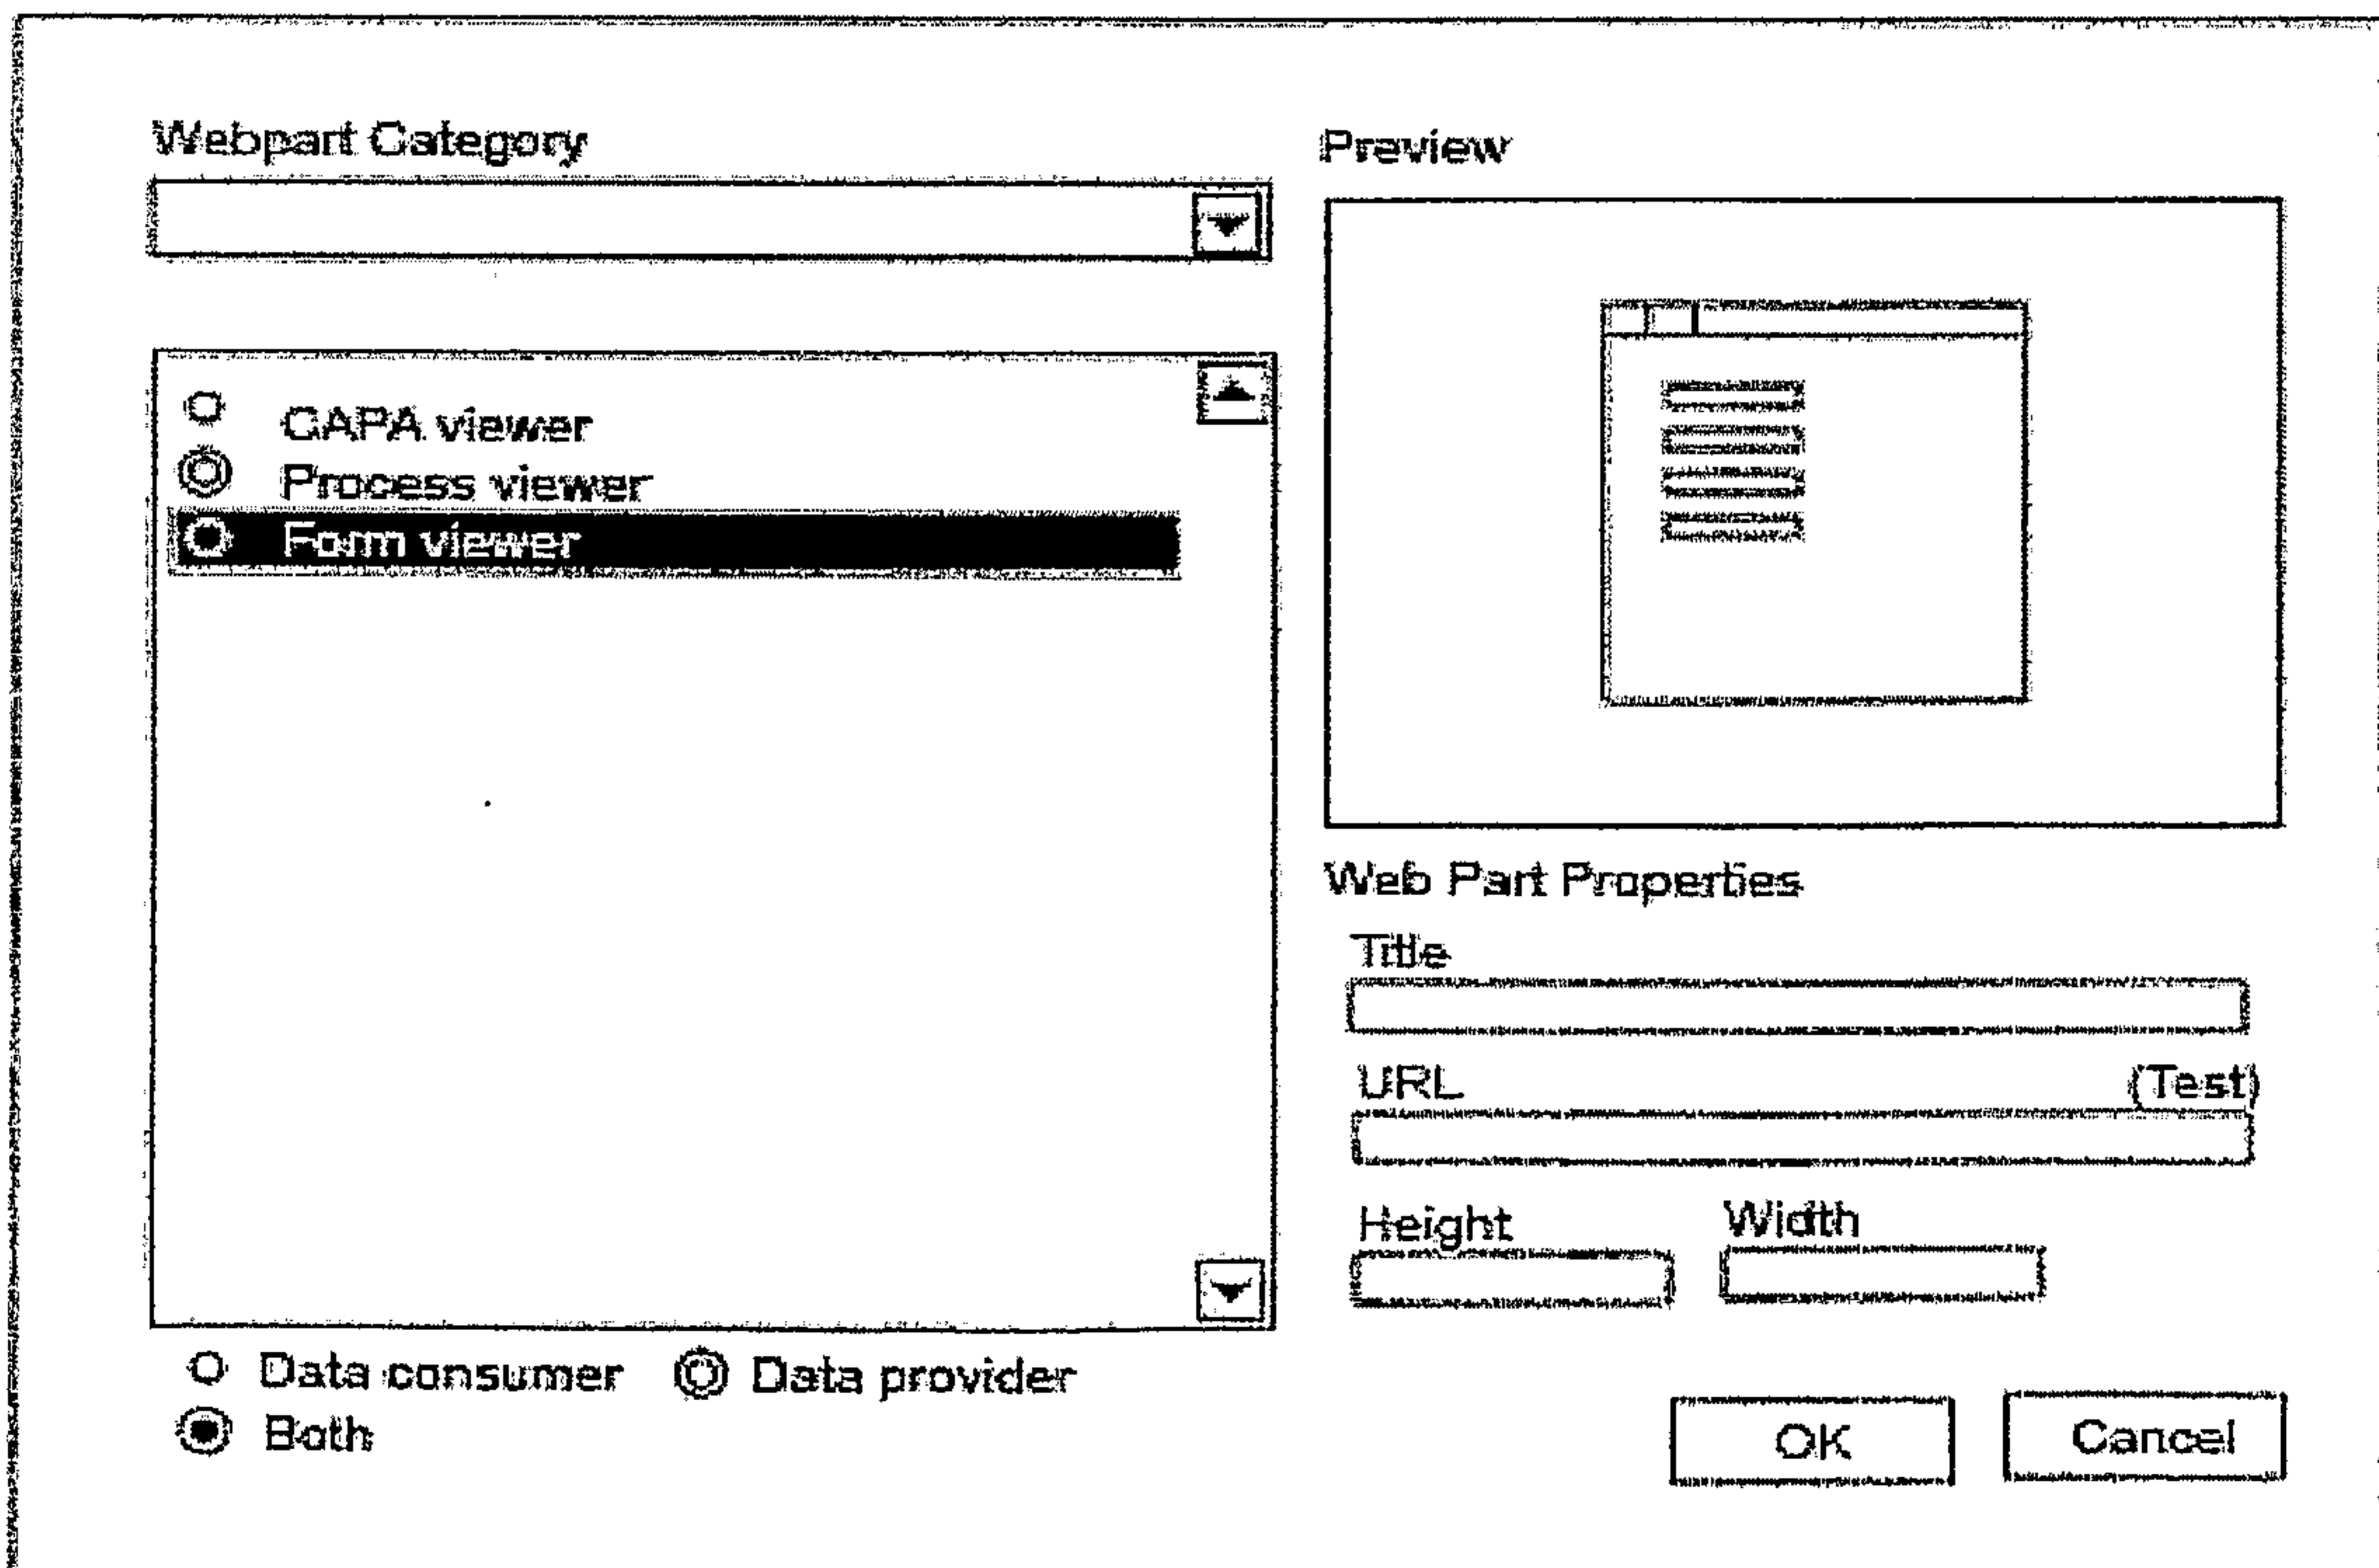 Webpart Category
CAPA viewer
Process viewer
Form viewer
Data consumer Data provider
Both
Preview
Web Part Properties
Title
URL (Test)
Height Width
OK Cancel